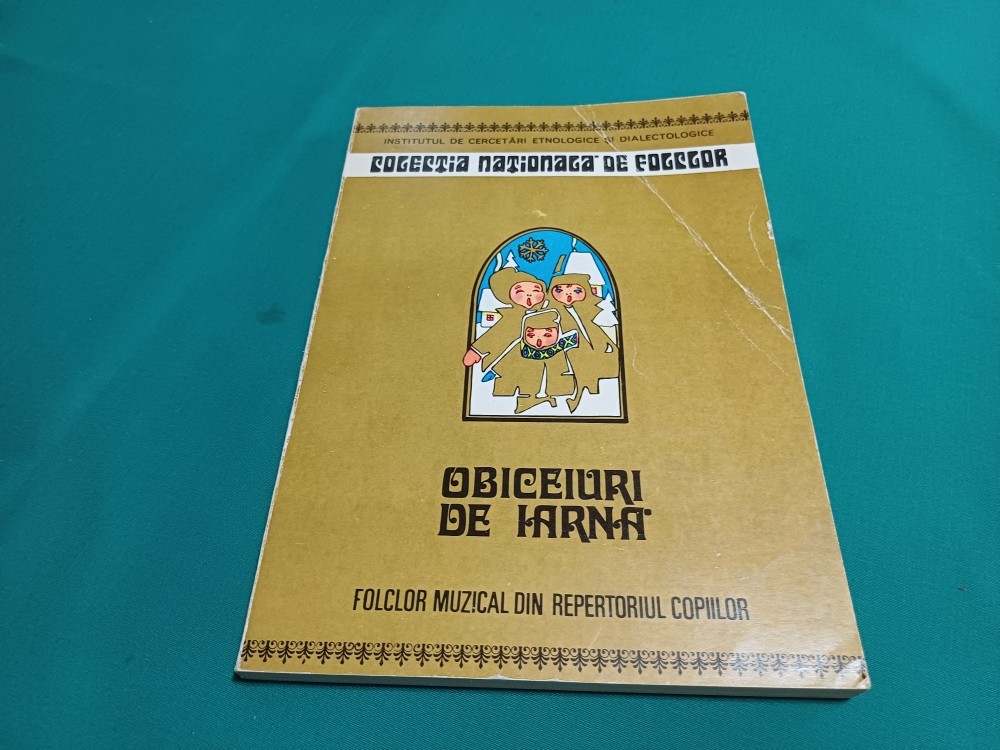 INSTITUTUL DE CERCETĂRI ETNOLOGICE ȘI DIALECTOLOGICE
COLECȚIA NAȚIONALĂ DE FOLCLOR
OBICEIURI
DE IARNĂ
FOLCLOR MUZICAL DIN REPERTORIUL COPIILOR